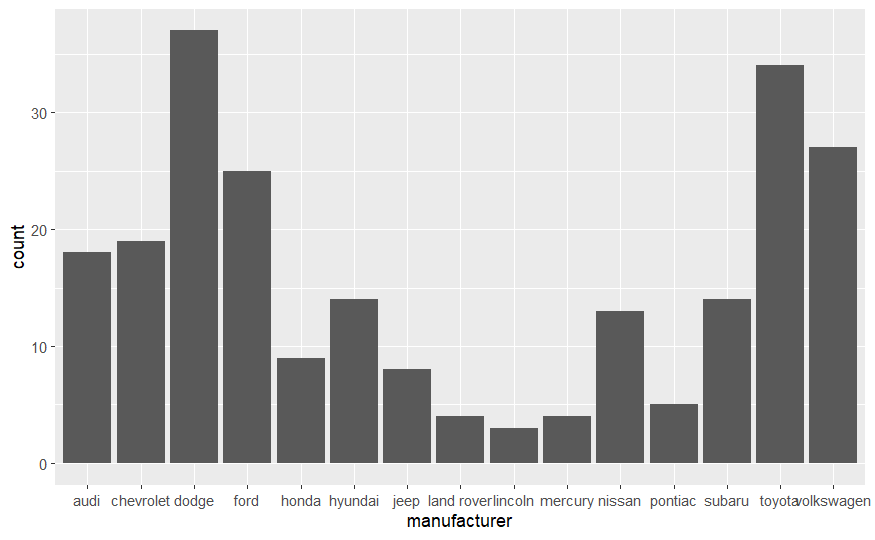 30
20
10
0
count
audi chevrolet dodge ford honda hyundai jeep land rover lincoln mercury nissan pontiac subaru toyota volkswagen
manufacturer